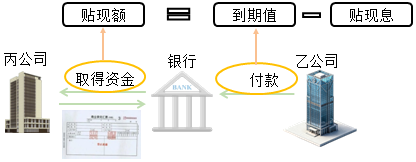 贴现额 = 到期值 - 贴现息
丙公司 取得资金 银行 付款 乙公司
BANK